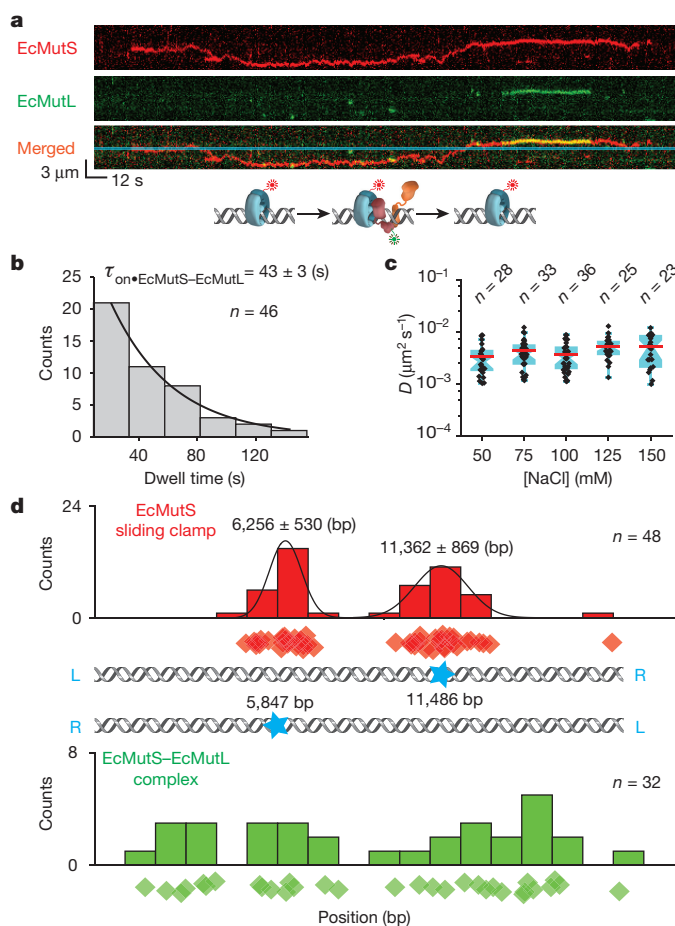 a
EcMutS
EcMutL
Merged
3 μm
12 s
b
τon•EcMutS–EcMutL = 43 ± 3 (s)
n = 46
25
20
15
10
5
0
Counts
40 80 120
Dwell time (s)
c
n = 28 n = 33 n = 36 n = 25 n = 23
10⁻¹
10⁻²
10⁻³
10⁻⁴
D (μm² s⁻¹)
50 75 100 125 150
[NaCl] (mM)
d
24
0
Counts
EcMutS
sliding clamp
6,256 ± 530 (bp)
11,362 ± 869 (bp)
n = 48
L R
5,847 bp 11,486 bp
R L
8
0
Counts
EcMutS–EcMutL
complex
n = 32
Position (bp)